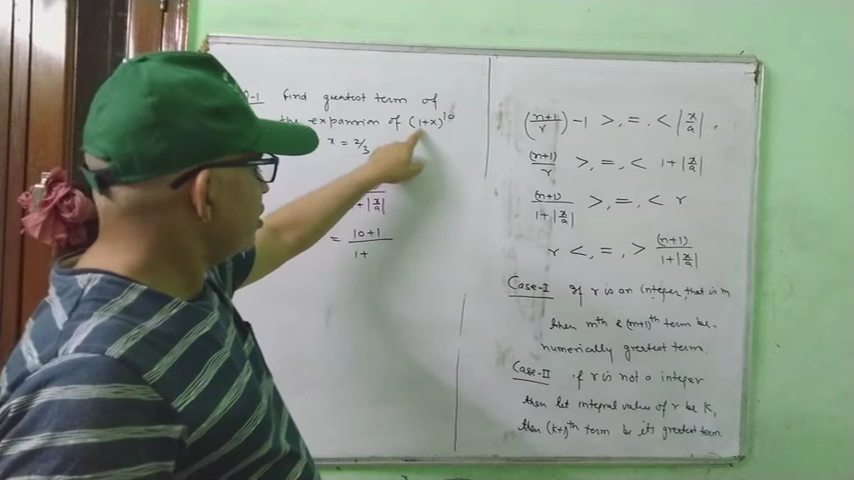 -1 find greatest term of
the expansion of (1+x)^10
x = 2/3
+ |x/a|
= 10+1 / 1+
((n+1)/r) - 1 >, =, < |x/a|,
(n+1)/r >, =, < 1 + |x/a|
(n+1) / 1 + |x/a| >, =, < r
r <, =, > (n+1) / 1 + |x/a|
Case-I If r is an integer, that is m
then mth & (m+1)th term be
numerically greatest term.
Case-II If r is not a integer
then let integral value of r be K,
then (K+1)th term be its greatest term